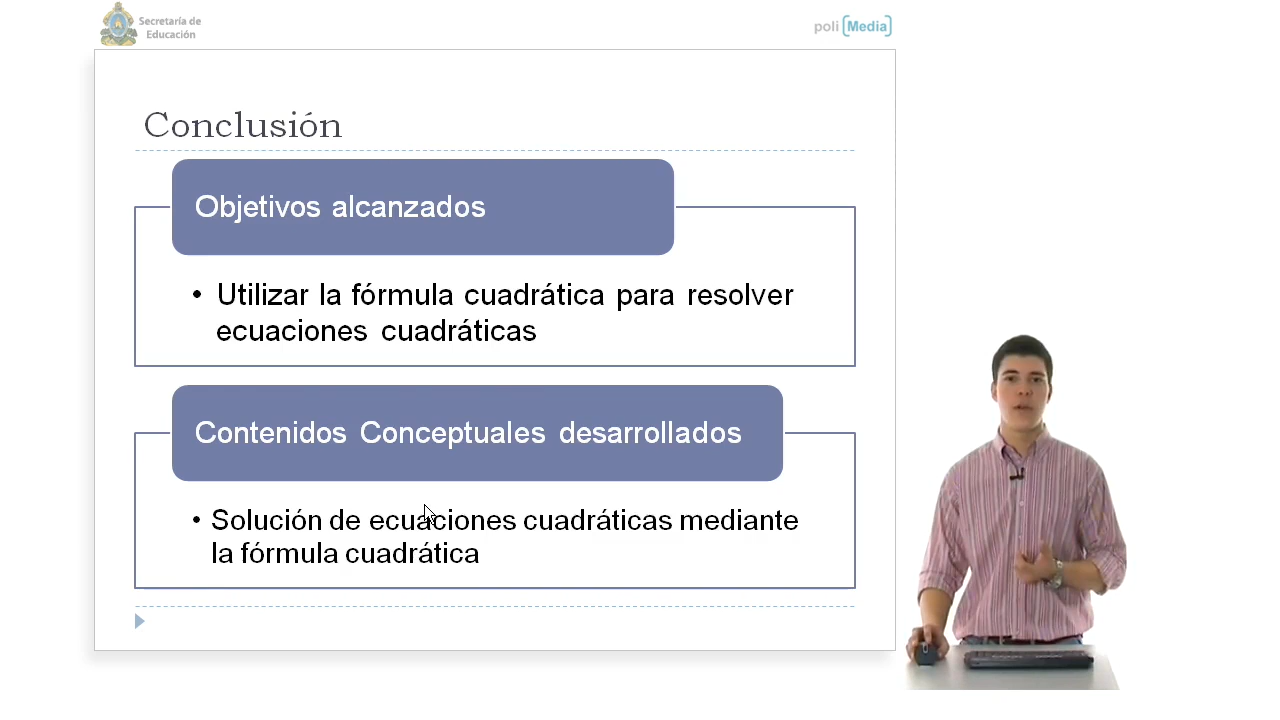 Secretaría de
Educación
poli [Media]
Conclusión
Objetivos alcanzados
• Utilizar la fórmula cuadrática para resolver
ecuaciones cuadráticas
Contenidos Conceptuales desarrollados
• Solución de ecuaciones cuadráticas mediante
la fórmula cuadrática